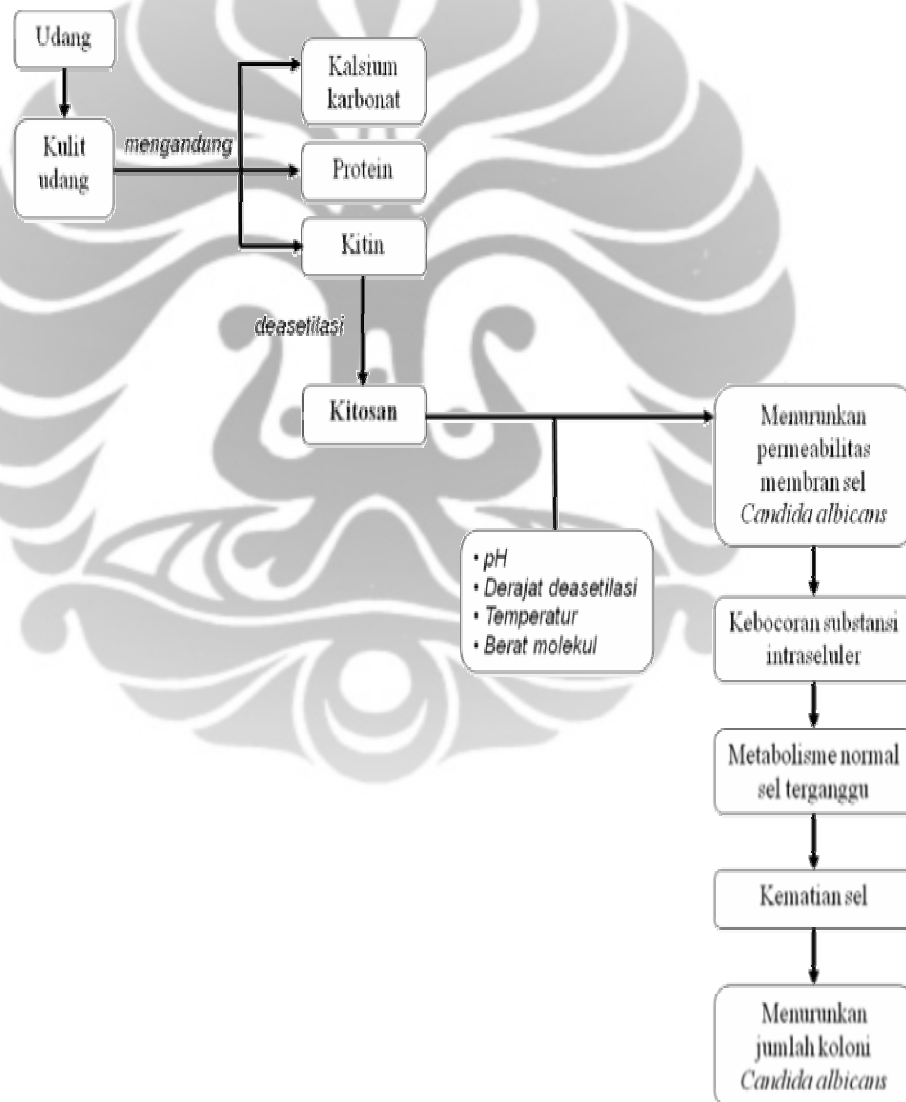 Udang
Kulit
udang
mengandung
Kalsium
karbonat
Protein
Kitin
deasetilasi
Kitosan
• pH
• Derajat deasetilasi
• Temperatur
• Berat molekul
Menurunkan
permeabilitas
membran sel
Candida albicans
Kebocoran substansi
intraseluler
Metabolisme normal
sel terganggu
Kematian sel
Menurunkan
jumlah koloni
Candida albicans